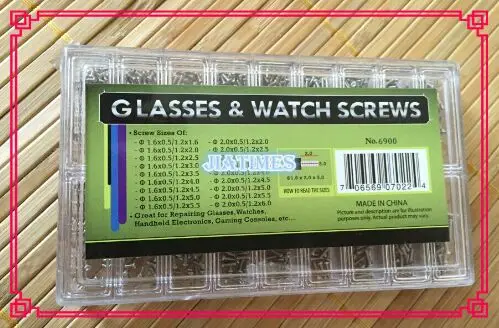 GLASSES & WATCH SCREWS
• Screw Sizes Of:
- Φ 1.6x0.5/1.2x1.6 - Φ 2.0x0.5/1.2x2.0
- Φ 1.6x0.5/1.2x2.0 - Φ 2.0x0.5/1.2x2.5
- Φ 1.6x0.5/1.2x2.5
- Φ 1.6x0.5/1.2x3.0
- Φ 1.6x0.5/1.2x3.5
- Φ 1.6x0.5/1.2x4.0
- Φ 1.6x0.5/1.2x4.5 - Φ 2.0x0.5/1.2x4.5
- Φ 1.6x0.5/1.2x5.0 - Φ 2.0x0.5/1.2x5.0
- Φ 1.6x0.5/1.2x5.5 - Φ 2.0x0.5/1.2x6.0
• Great for Repairing Glasses, Watches,
Handheld Electronics, Gaming Consoles, etc...
JIATIMES
HOW TO READ THE SIZES
No.6900
7 06569 07022 4
MADE IN CHINA
Picture and description are for illustration
purposes only. Actual product may vary.